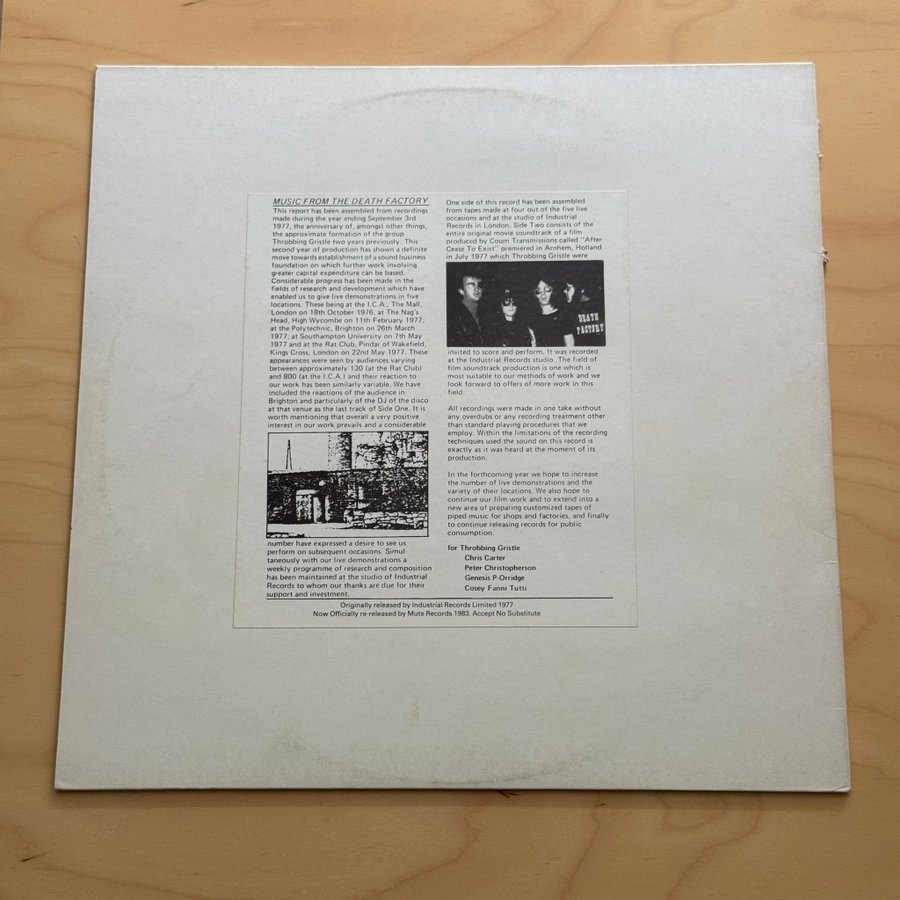 MUSIC FROM THE DEATH FACTORY
This report has been assembled from recordings
made during the year ending September 3rd
1977, the anniversary of, amongst other things,
the approximate formation of the group
Throbbing Gristle two years previously. This
second year of production has shown a definite
move towards establishment of a sound business
foundation on which further work involving
greater capital expenditure can be based.
Considerable progress has been made in the
fields of research and development which have
enabled us to give live demonstrations in five
locations. These being at the I.C.A., The Mall,
London on 18th October 1976; at The Nag's
Head, High Wycombe on 11th February 1977;
at the Polytechnic, Brighton on 26th March
1977; at Southampton University on 7th May
1977 and at the Rat Club, Pindar of Wakefield,
Kings Cross, London on 22nd May 1977. These
appearances were seen by audiences varying
between approximately 130 (at the Rat Club)
and 800 (at the I.C.A.) and their reaction to
our work has been similarly variable. We have
included the reactions of the audience in
Brighton and particularly of the DJ of the disco
at that venue as the last track of Side One. It is
worth mentioning that overall a very positive
interest in our work prevails and a considerable
number have expressed a desire to see us
perform on subsequent occasions. Simul-
taneously with our live demonstrations a
weekly programme of research and composition
has been maintained at the studio of Industrial
Records to whom our thanks are due for their
support and investment.
One side of this record has been assembled
from tapes made at four out of the five live
occasions and at the studio of Industrial
Records in London. Side Two consists of the
entire original movie soundtrack of a film
produced by Coum Transmissions called "After
Cease To Exist" premiered in Arnhem, Holland
in July 1977 which Throbbing Gristle were
DEATH
FACTORY
invited to score and perform. It was recorded
at the Industrial Records studio. The field of
film soundtrack production is one which is
most suitable to our methods of work and we
look forward to offers of more work in this
field.
All recordings were made in one take without
any overdubs or any recording treatment other
than standard playing procedures that we
employ. Within the limitations of the recording
techniques used the sound on this record is
exactly as it was heard at the moment of its
production.
In the forthcoming year we hope to increase
the number of live demonstrations and the
variety of their locations. We also hope to
continue our film work and to extend into a
new area of preparing customized tapes of
piped music for shops and factories, and finally
to continue releasing records for public
consumption.
for Throbbing Gristle
Chris Carter
Peter Christopherson
Genesis P-Orridge
Cosey Fanni Tutti
Originally released by Industrial Records Limited 1977
Now Officially re-released by Mute Records 1983. Accept No Substitute